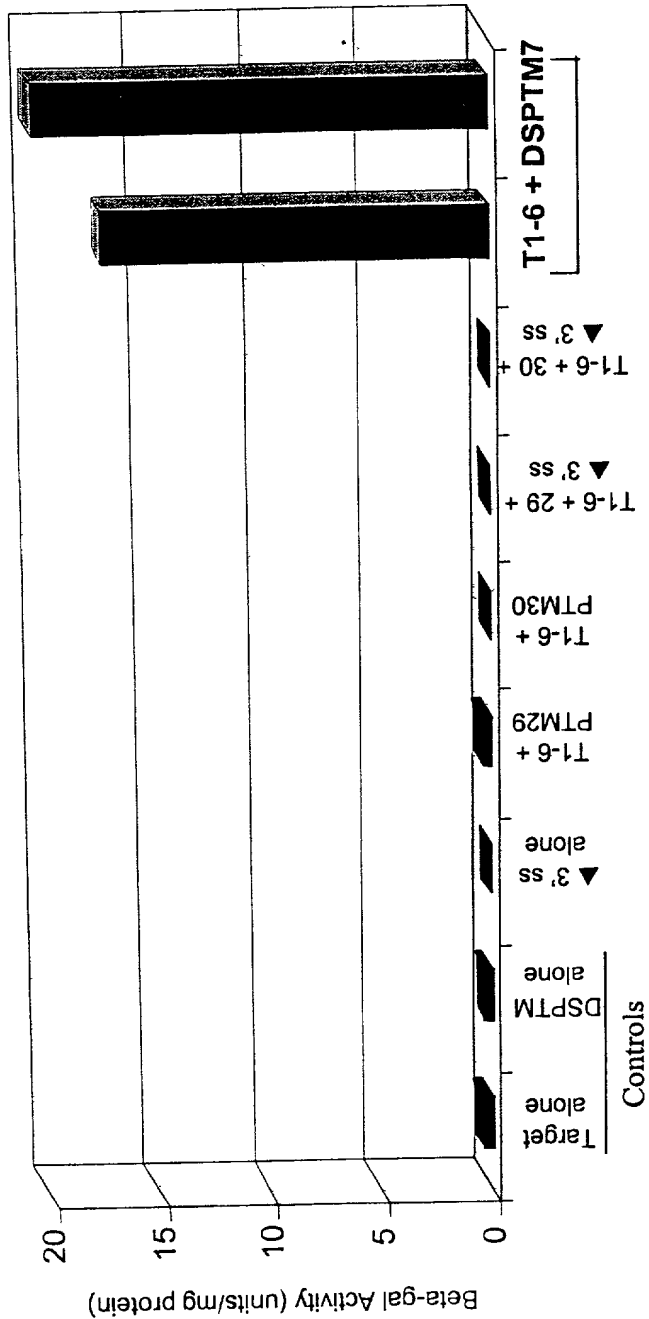 Beta-gal Activity (units/mg protein)
20
15
10
5
0
Target
alone
DSPTM
alone
▲ 3' ss
alone
T1-6 +
PTM29
T1-6 +
PTM30
T1-6 + 29 +
▲ 3' ss
T1-6 + 30 +
▲ 3' ss
T1-6 + DSPTM7
Controls